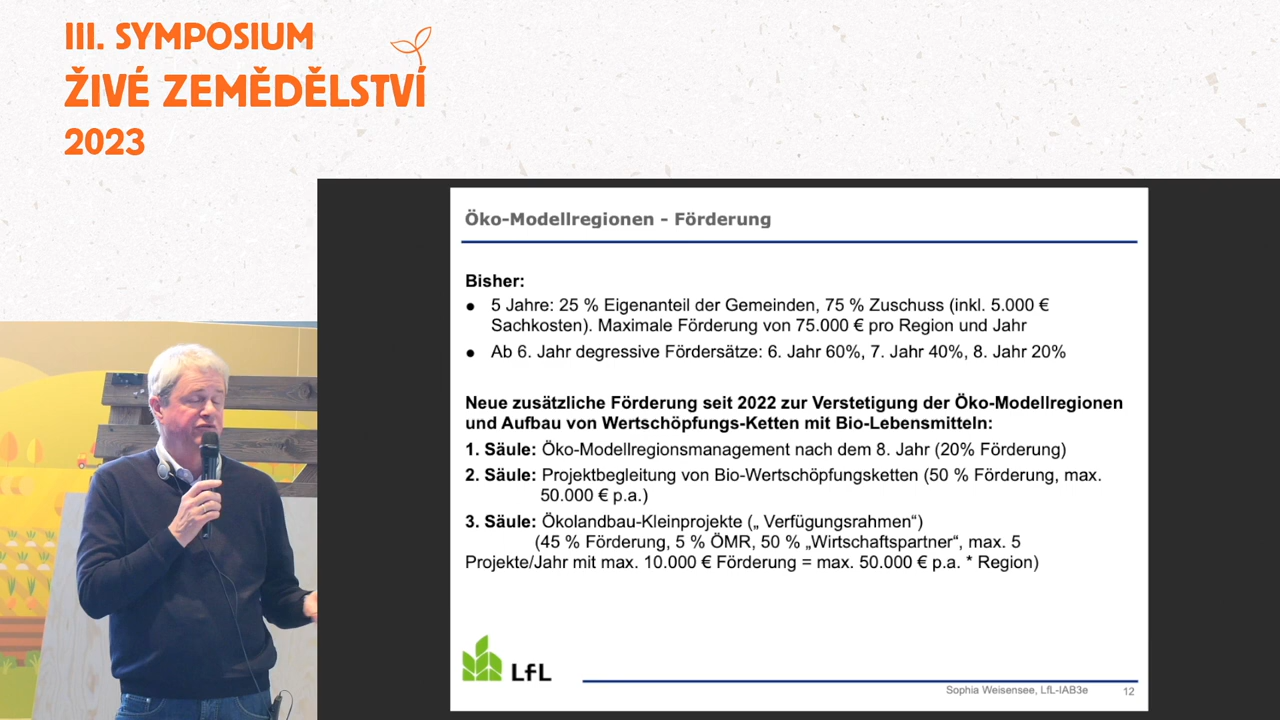 III. SYMPOSIUM
ŽIVÉ ZEMĚDĚLSTVÍ
2023
Öko-Modellregionen - Förderung
Bisher:
● 5 Jahre: 25 % Eigenanteil der Gemeinden, 75 % Zuschuss (inkl. 5.000 €
Sachkosten). Maximale Förderung von 75.000 € pro Region und Jahr
● Ab 6. Jahr degressive Fördersätze: 6. Jahr 60%, 7. Jahr 40%, 8. Jahr 20%
Neue zusätzliche Förderung seit 2022 zur Verstetigung der Öko-Modellregionen
und Aufbau von Wertschöpfungs-Ketten mit Bio-Lebensmitteln:
1. Säule: Öko-Modellregionsmanagement nach dem 8. Jahr (20% Förderung)
2. Säule: Projektbegleitung von Bio-Wertschöpfungsketten (50 % Förderung, max.
50.000 € p.a.)
3. Säule: Ökolandbau-Kleinprojekte („ Verfügungsrahmen“)
(45 % Förderung, 5 % ÖMR, 50 % „Wirtschaftspartner“, max. 5
Projekte/Jahr mit max. 10.000 € Förderung = max. 50.000 € p.a. * Region)
LfL
Sophia Weisensee, LfL-IAB3e 12